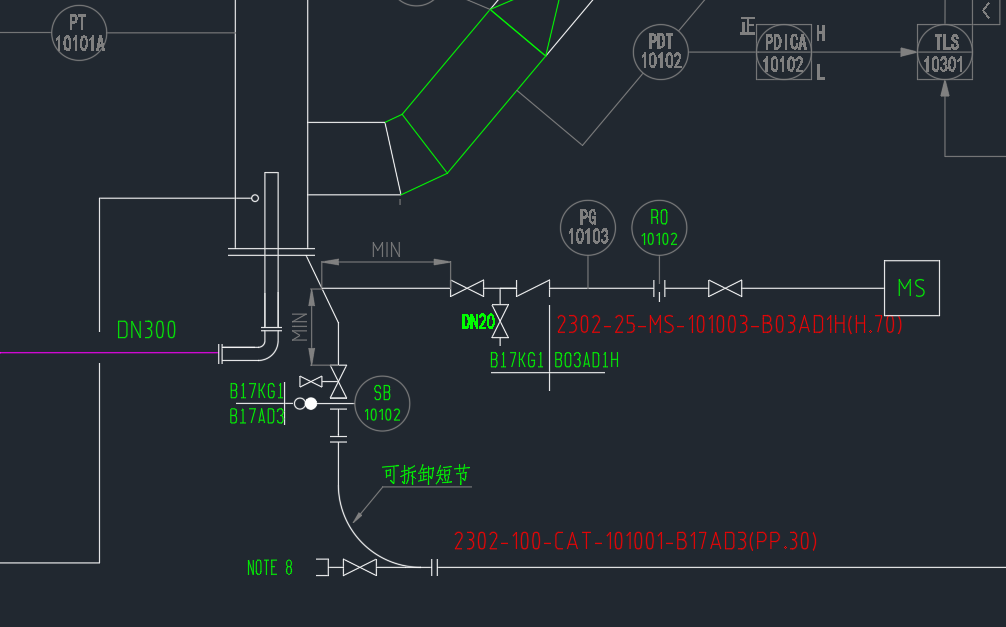 PT
10101A
PDT
10102
正
PDICA
10102
H
L
TLS
10301
MIN
PG
10103
RO
10102
MS
DN300
MIN
DN20
2302-25-MS-101003-B03AD1H(H,70)
B17KG1
B03AD1H
B17KG1
B17AD3
SB
10102
可拆卸短节
2302-100-CAT-101001-B17AD3(PP,30)
NOTE 8